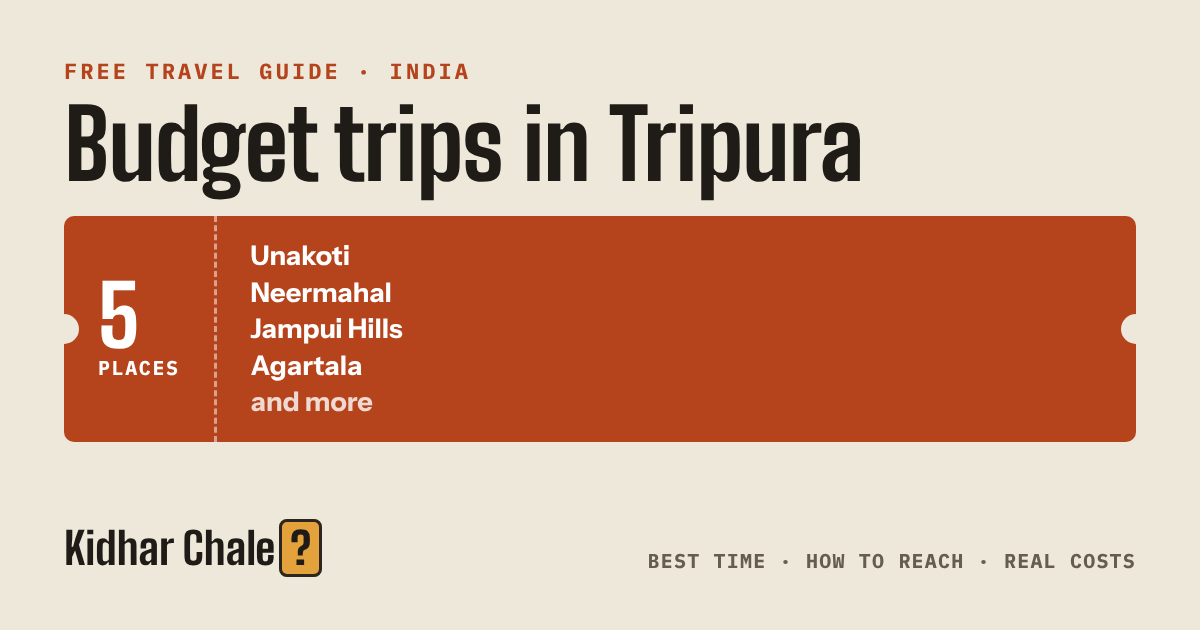 FREE TRAVEL GUIDE · INDIA
Budget trips in Tripura
5
PLACES
Unakoti
Neermahal
Jampui Hills
Agartala
and more
Kidhar Chale ?
BEST TIME · HOW TO REACH · REAL COSTS